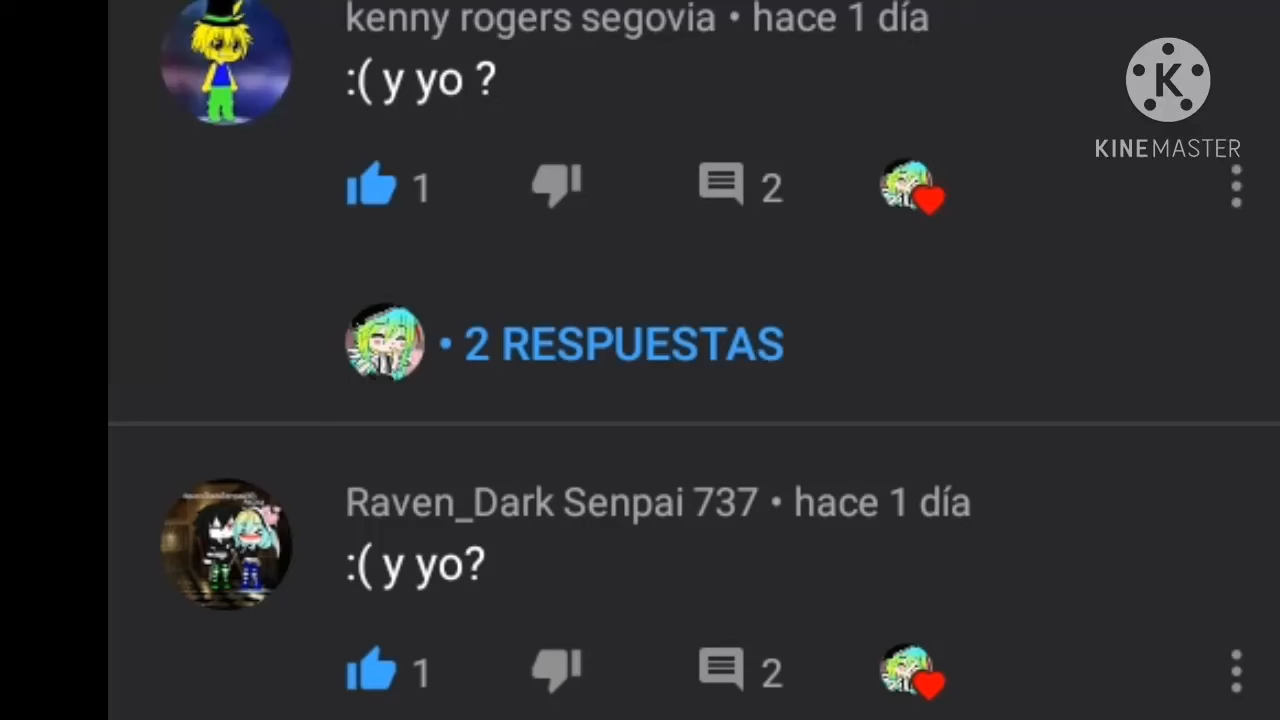 kenny rogers segovia • hace 1 día
:( y yo ?
K
KINEMASTER
1
2
• 2 RESPUESTAS
Raven_Dark Senpai 737 • hace 1 día
:( y yo?
1
2